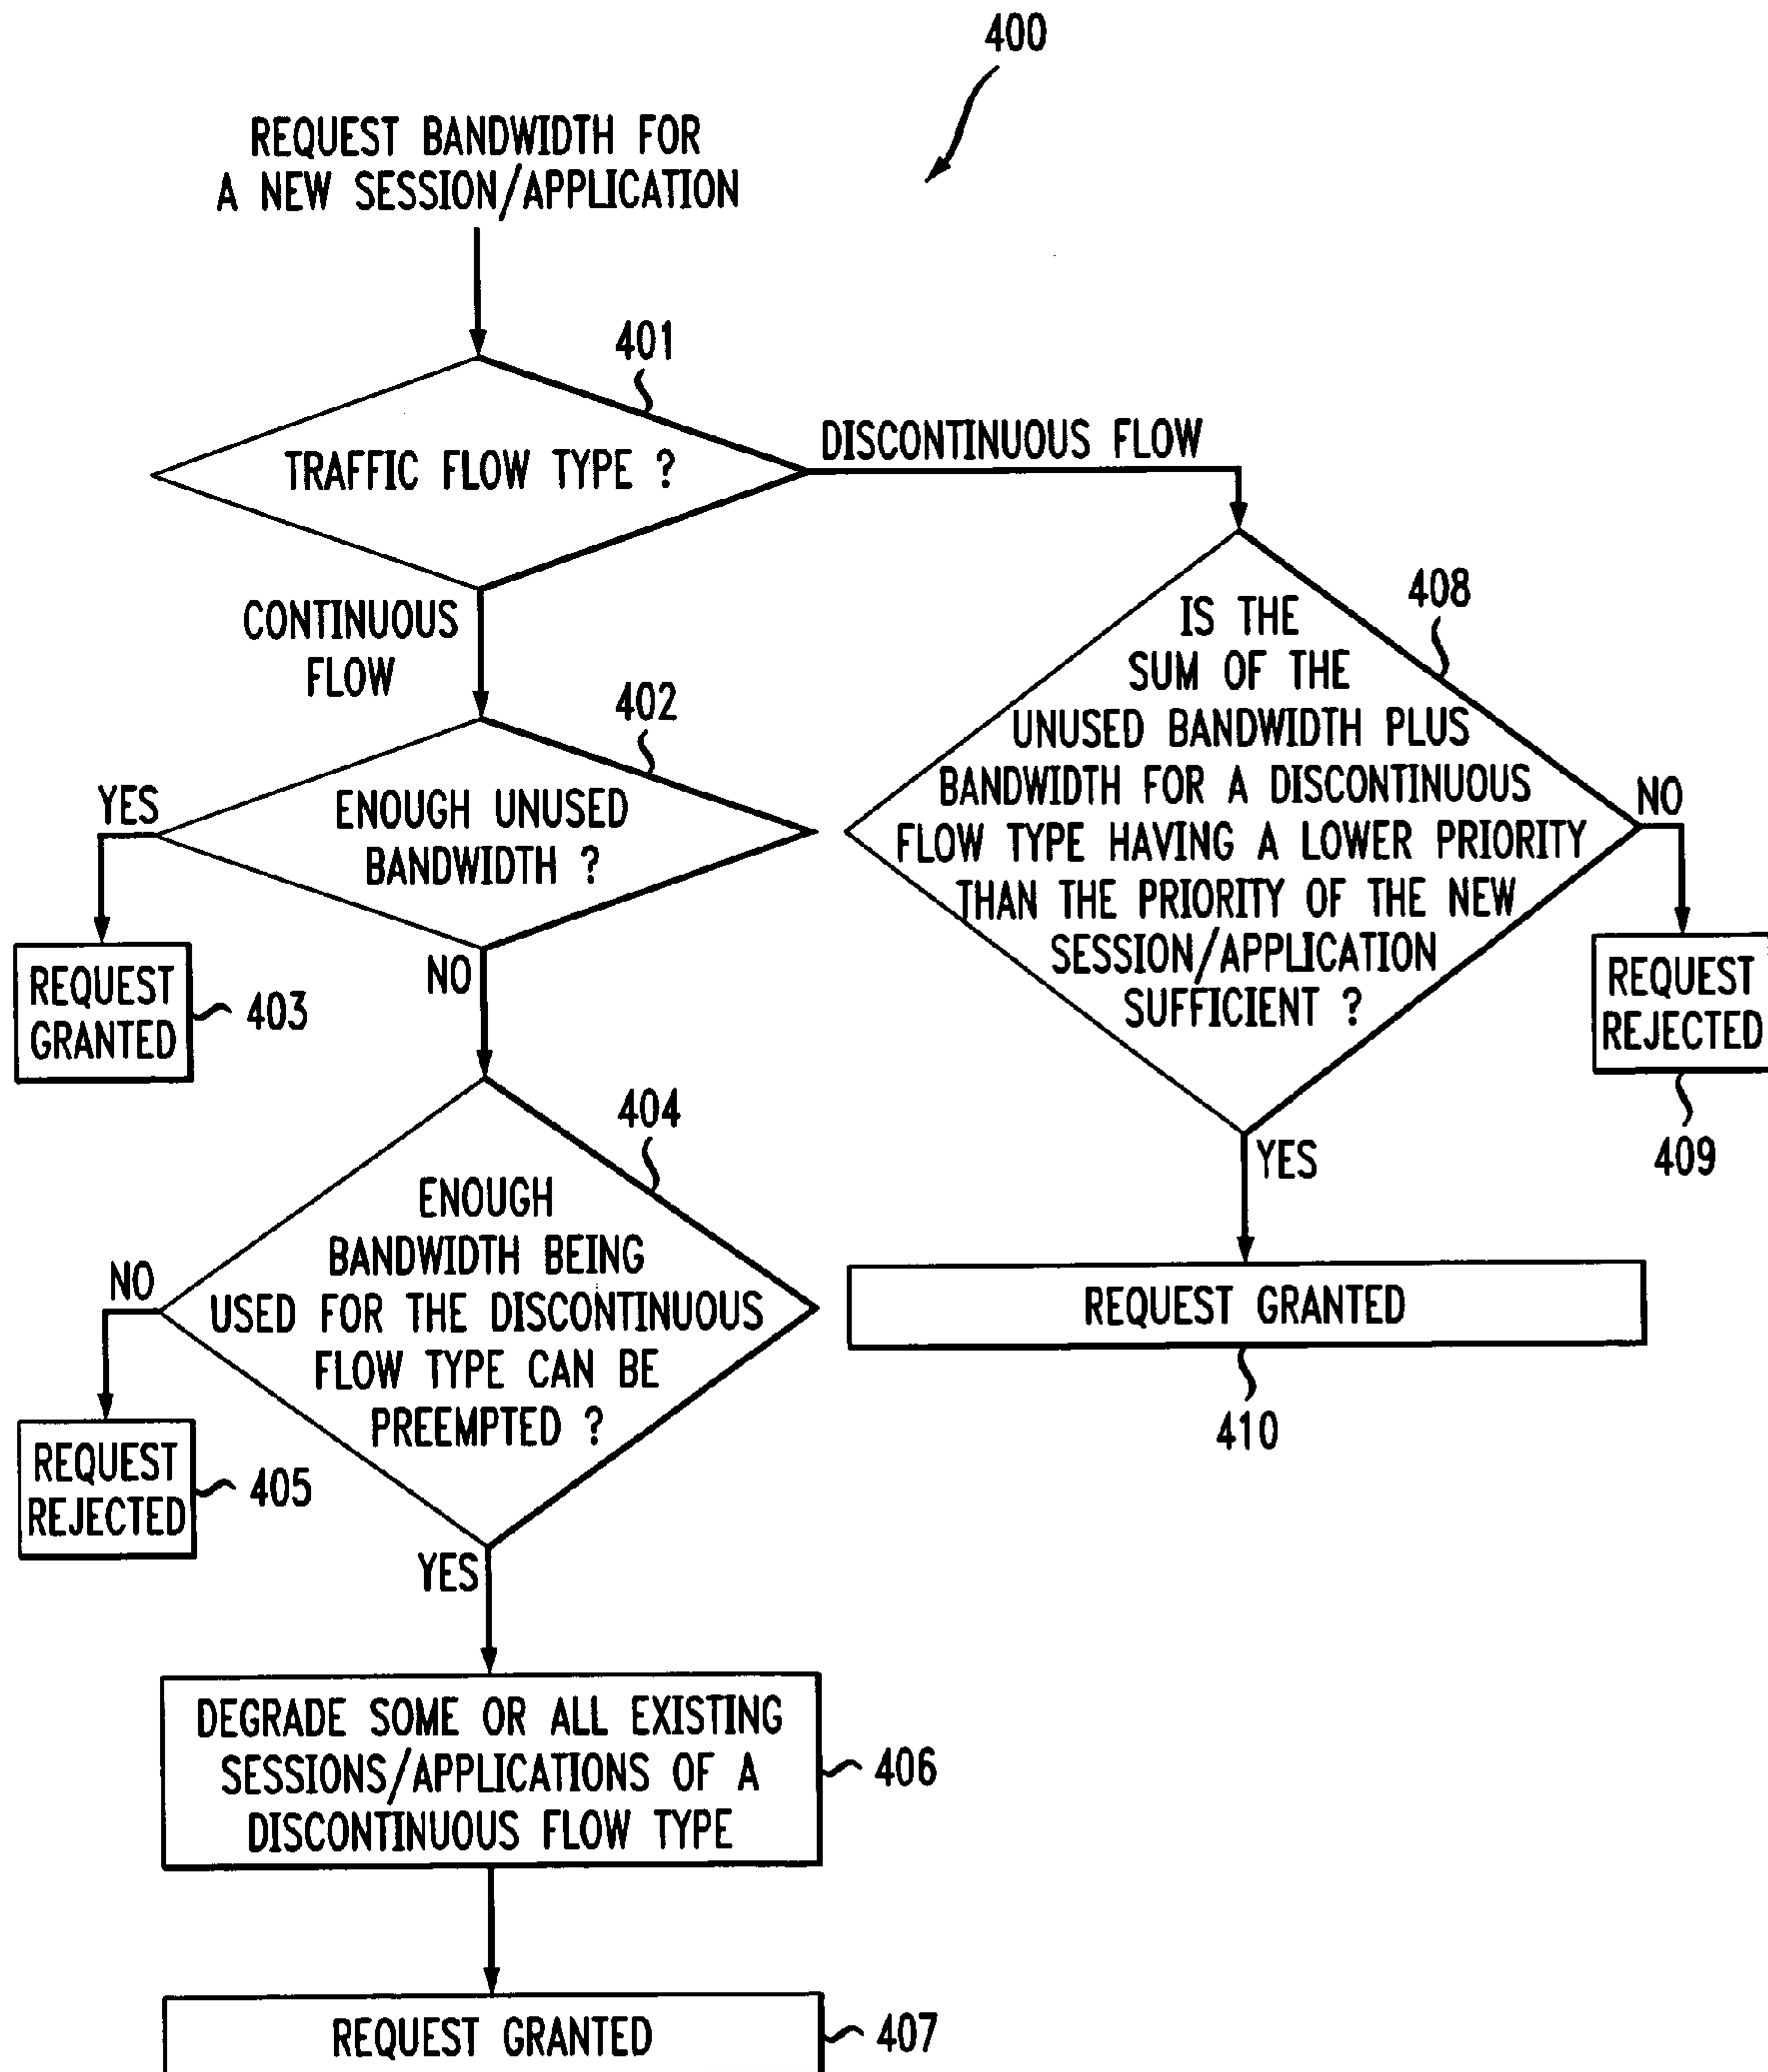 400
REQUEST BANDWIDTH FOR
A NEW SESSION/APPLICATION
401
TRAFFIC FLOW TYPE ?
DISCONTINUOUS FLOW
CONTINUOUS
FLOW
402
YES
ENOUGH UNUSED
BANDWIDTH ?
REQUEST
GRANTED
403
NO
404
ENOUGH
BANDWIDTH BEING
USED FOR THE DISCONTINUOUS
FLOW TYPE CAN BE
PREEMPTED ?
NO
REQUEST
REJECTED
405
YES
DEGRADE SOME OR ALL EXISTING
SESSIONS/APPLICATIONS OF A
DISCONTINUOUS FLOW TYPE
406
REQUEST GRANTED
407
408
IS THE
SUM OF THE
UNUSED BANDWIDTH PLUS
BANDWIDTH FOR A DISCONTINUOUS
FLOW TYPE HAVING A LOWER PRIORITY
THAN THE PRIORITY OF THE NEW
SESSION/APPLICATION
SUFFICIENT ?
NO
REQUEST
REJECTED
409
YES
REQUEST GRANTED
410